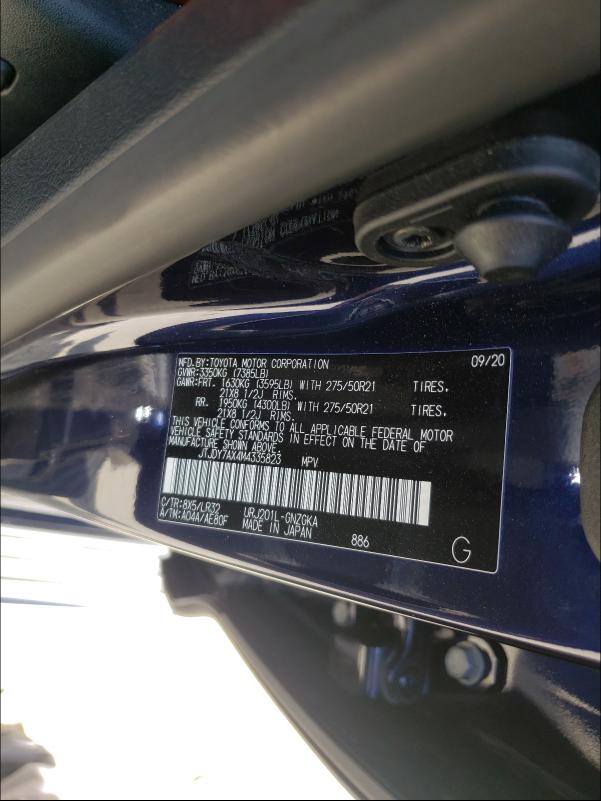 MFD.BY:TOYOTA MOTOR CORPORATION 09/20
GVWR:3350KG (7385LB)
GAWR:FRT. 1630KG (3595LB) WITH 275/50R21 TIRES,
21X8 1/2J RIMS.
RR. 1950KG (4300LB) WITH 275/50R21 TIRES,
21X8 1/2J RIMS.
THIS VEHICLE CONFORMS TO ALL APPLICABLE FEDERAL MOTOR
VEHICLE SAFETY STANDARDS IN EFFECT ON THE DATE OF
MANUFACTURE SHOWN ABOVE.
JTJDY7AX4M4335823 MPV
C/TR:8X5/LR32 URJ201L-GNZGKA
A/TM:A04A/AE80F MADE IN JAPAN
886 G